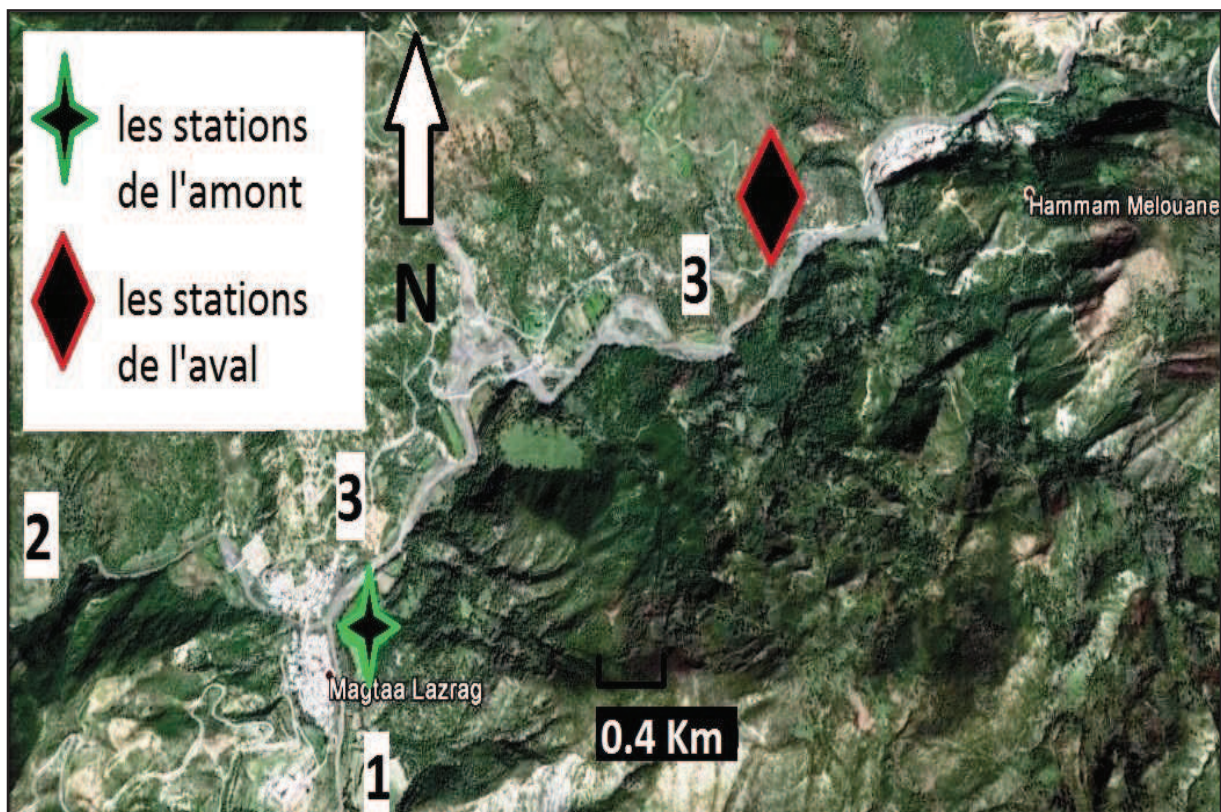 les stations
de l'amont
les stations
de l'aval
N
Hammam Melouane
3
3
2
Magtaa Lazrag
0.4 Km
1